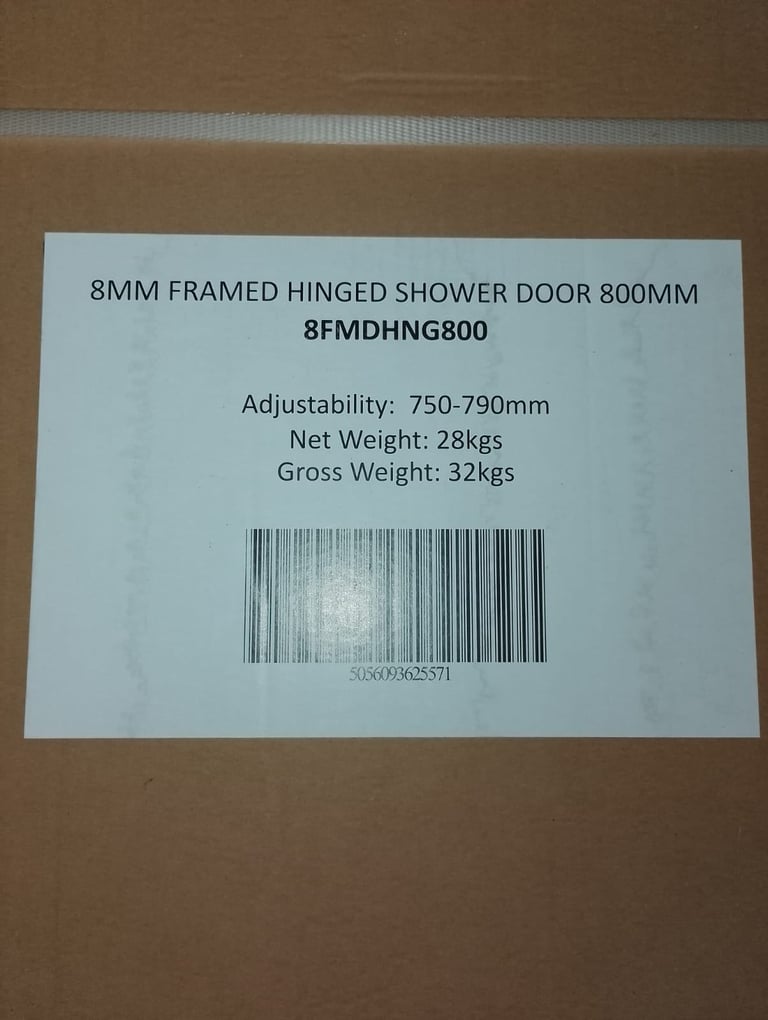 8MM FRAMED HINGED SHOWER DOOR 800MM
8FMDHNG800
Adjustability: 750-790mm
Net Weight: 28kgs
Gross Weight: 32kgs
5056093625571